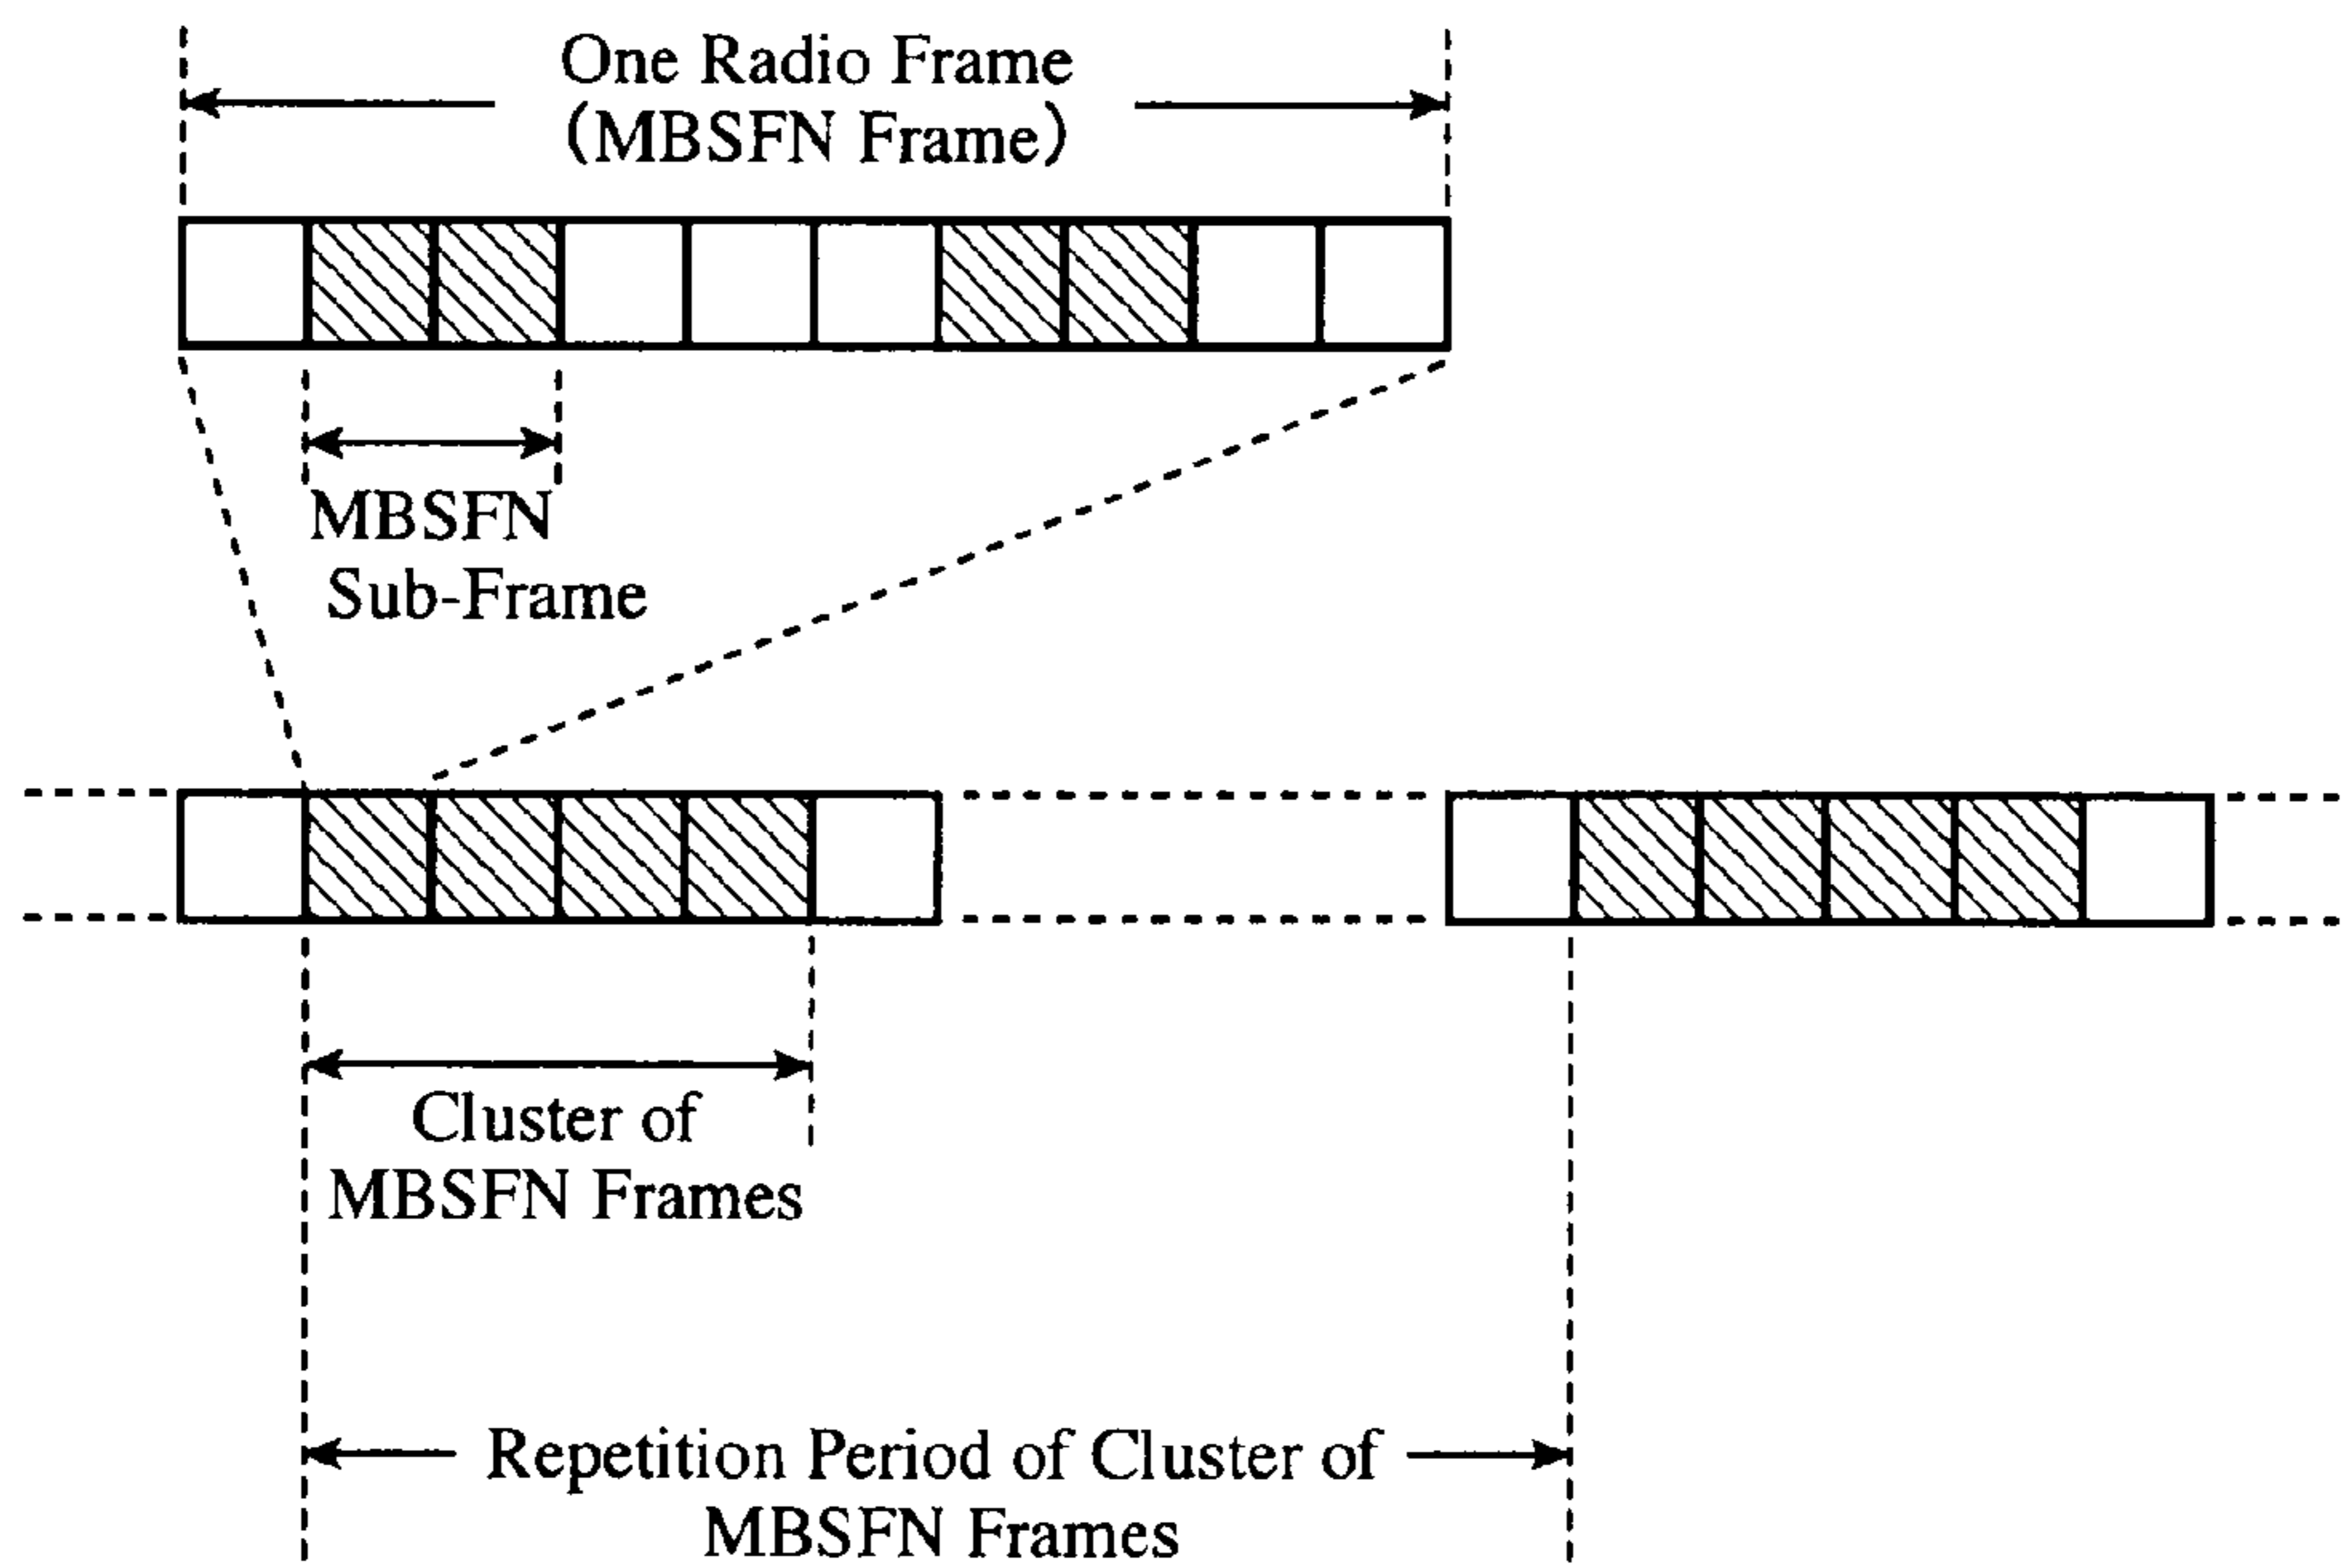 One Radio Frame
(MBSFN Frame)
MBSFN
Sub-Frame
Cluster of
MBSFN Frames
Repetition Period of Cluster of
MBSFN Frames